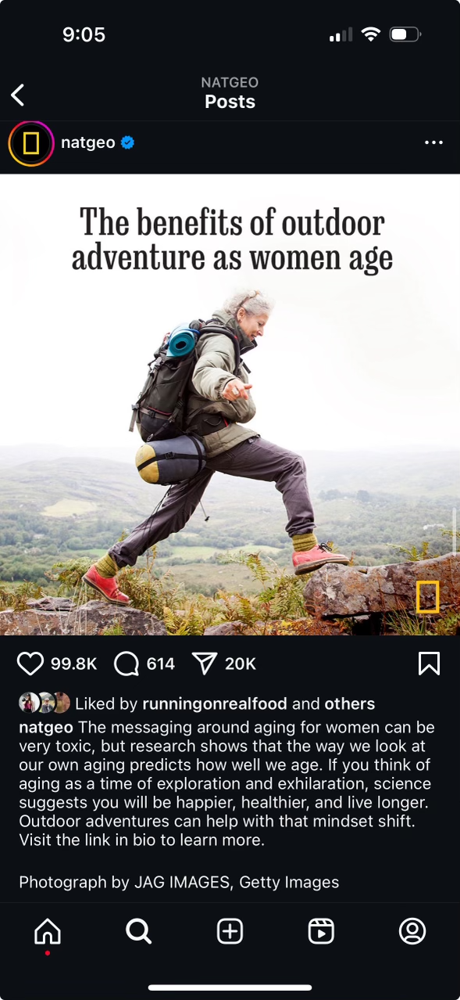 9:05
NATGEO
Posts
natgeo
The benefits of outdoor
adventure as women age
99.8K 614 20K
Liked by runningonrealfood and others
natgeo The messaging around aging for women can be
very toxic, but research shows that the way we look at
our own aging predicts how well we age. If you think of
aging as a time of exploration and exhilaration, science
suggests you will be happier, healthier, and live longer.
Outdoor adventures can help with that mindset shift.
Visit the link in bio to learn more.
Photograph by JAG IMAGES, Getty Images